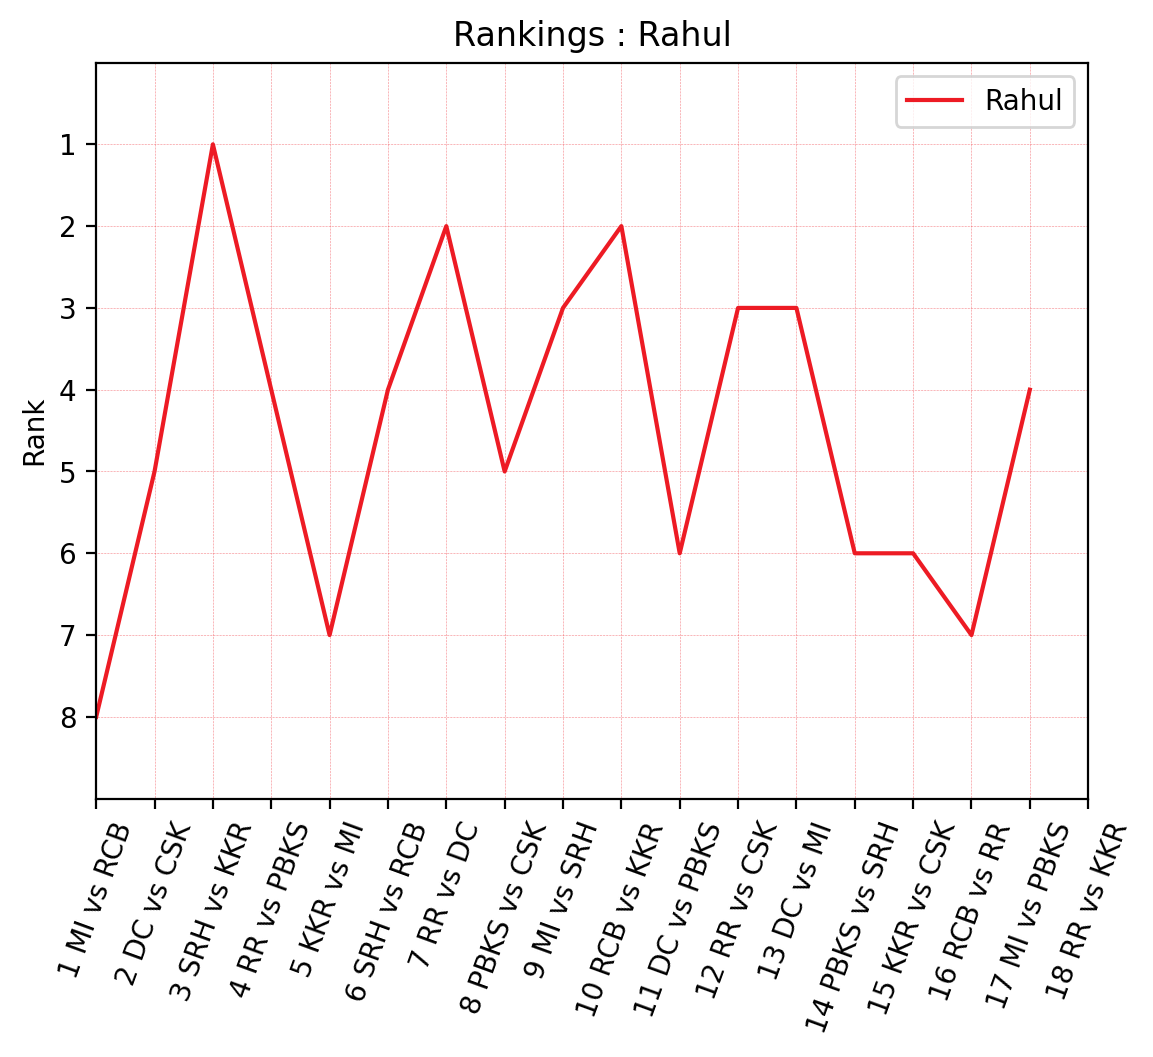 Rankings : Rahul
Rahul
Rank
1
2
3
4
5
6
7
8
1 MI vs RCB
2 DC vs CSK
3 SRH vs KKR
4 RR vs PBKS
5 KKR vs MI
6 SRH vs RCB
7 RR vs DC
8 PBKS vs CSK
9 MI vs SRH
10 RCB vs KKR
11 DC vs PBKS
12 RR vs CSK
13 DC vs MI
14 PBKS vs SRH
15 KKR vs CSK
16 RCB vs RR
17 MI vs PBKS
18 RR vs KKR